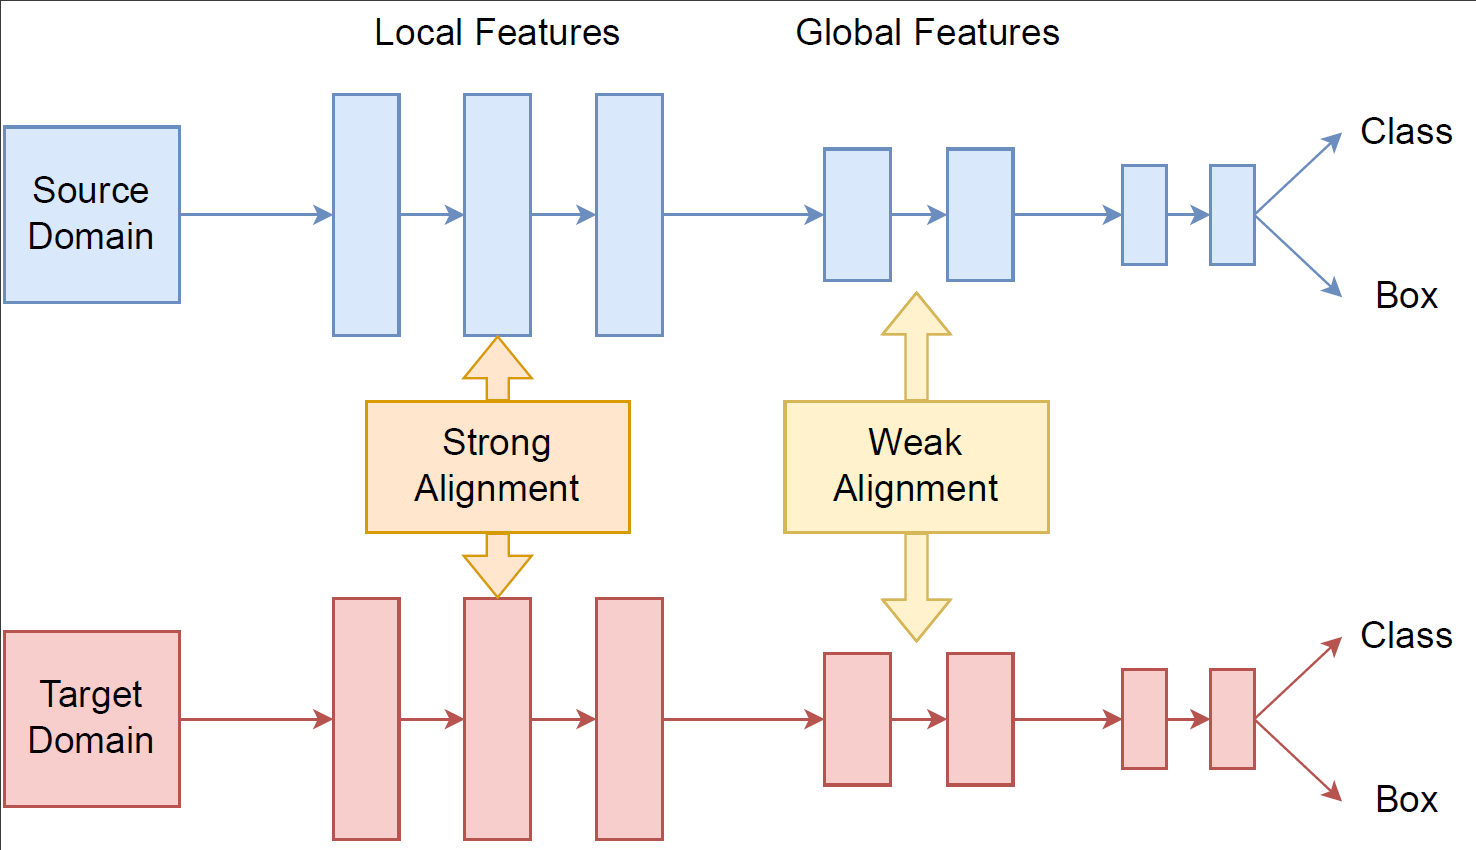 Local Features
Global Features
Source
Domain
Class
Box
Strong
Alignment
Weak
Alignment
Target
Domain
Class
Box